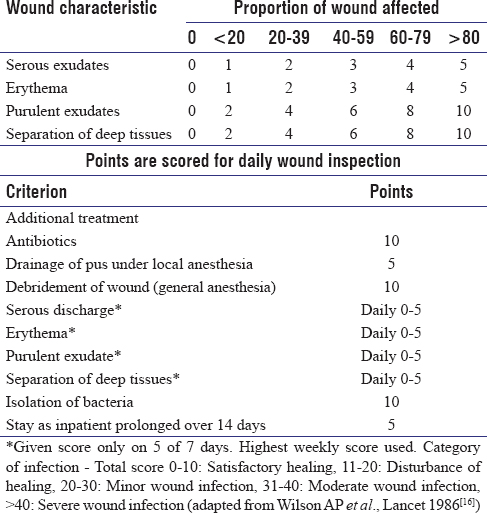 Wound characteristic Proportion of wound affected
0 <20 20-39 40-59 60-79 >80
Serous exudates 0 1 2 3 4 5
Erythema 0 1 2 3 4 5
Purulent exudates 0 2 4 6 8 10
Separation of deep tissues 0 2 4 6 8 10
Points are scored for daily wound inspection
Criterion Points
Additional treatment
Antibiotics 10
Drainage of pus under local anesthesia 5
Debridement of wound (general anesthesia) 10
Serous discharge* Daily 0-5
Erythema* Daily 0-5
Purulent exudate* Daily 0-5
Separation of deep tissues* Daily 0-5
Isolation of bacteria 10
Stay as inpatient prolonged over 14 days 5
*Given score only on 5 of 7 days. Highest weekly score used. Category
of infection - Total score 0-10: Satisfactory healing, 11-20: Disturbance of
healing, 20-30: Minor wound infection, 31-40: Moderate wound infection,
>40: Severe wound infection (adapted from Wilson AP et al., Lancet 1986[16])